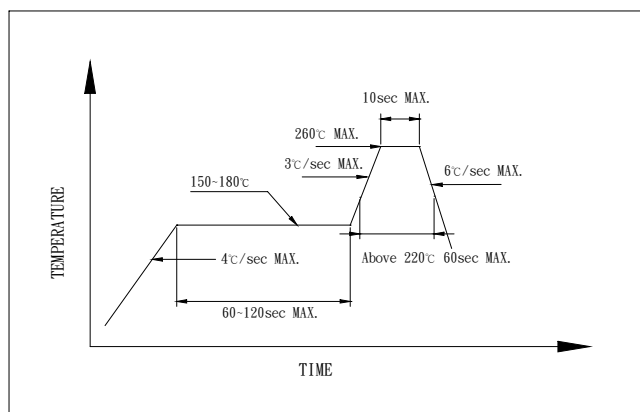 10sec MAX.
260℃ MAX.
3℃/sec MAX.
6℃/sec MAX.
150~180℃
TEMPERATURE
4℃/sec MAX.
Above 220℃ 60sec MAX.
60~120sec MAX.
TIME